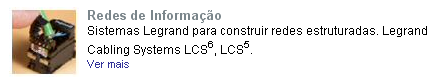 Redes de Informação
Sistemas Legrand para construir redes estruturadas. Legrand
Cabling Systems LCS⁶, LCS⁵.
Ver mais